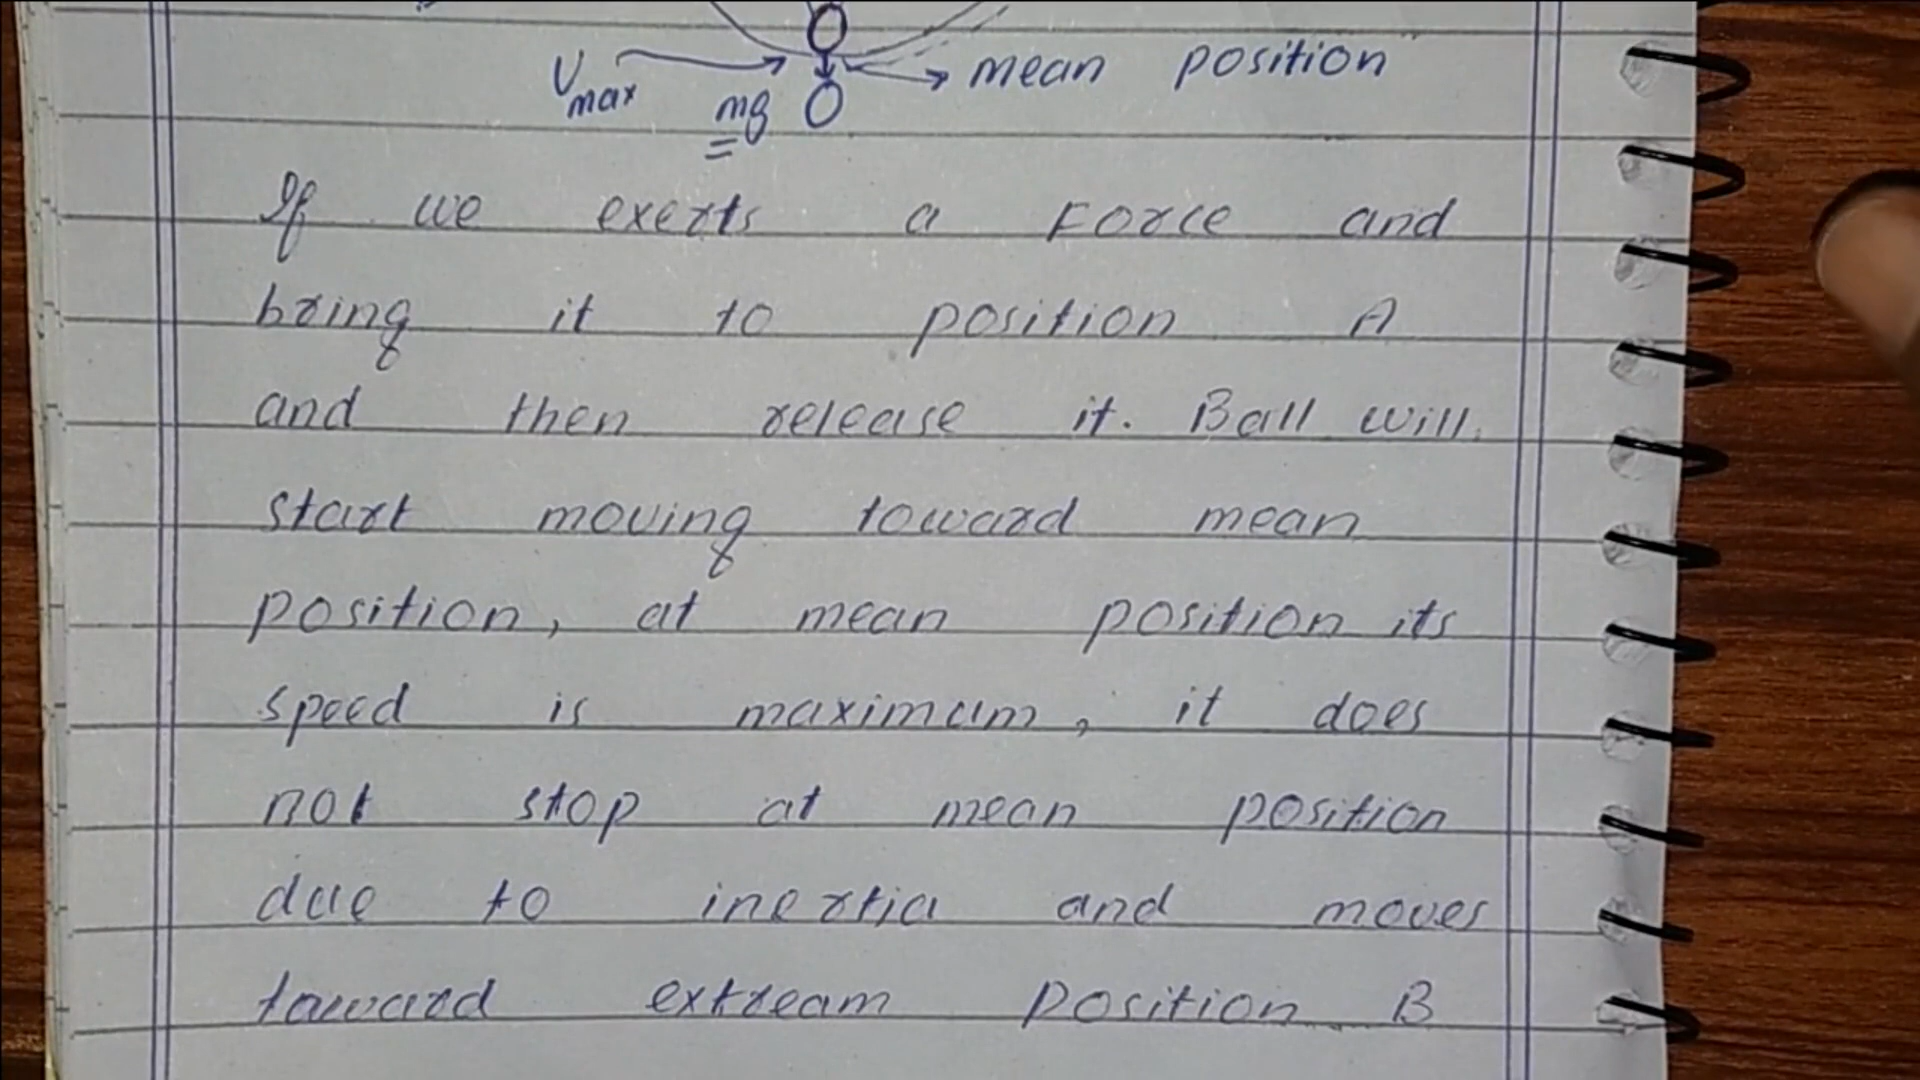 Vmax → mean position
mg O
If we exerts a Force and
bring it to position A
and then release it. Ball will
start moving toward mean
position, at mean position its
speed is maximum, it does
not stop at mean position
due to inertia and moves
toward extream position B